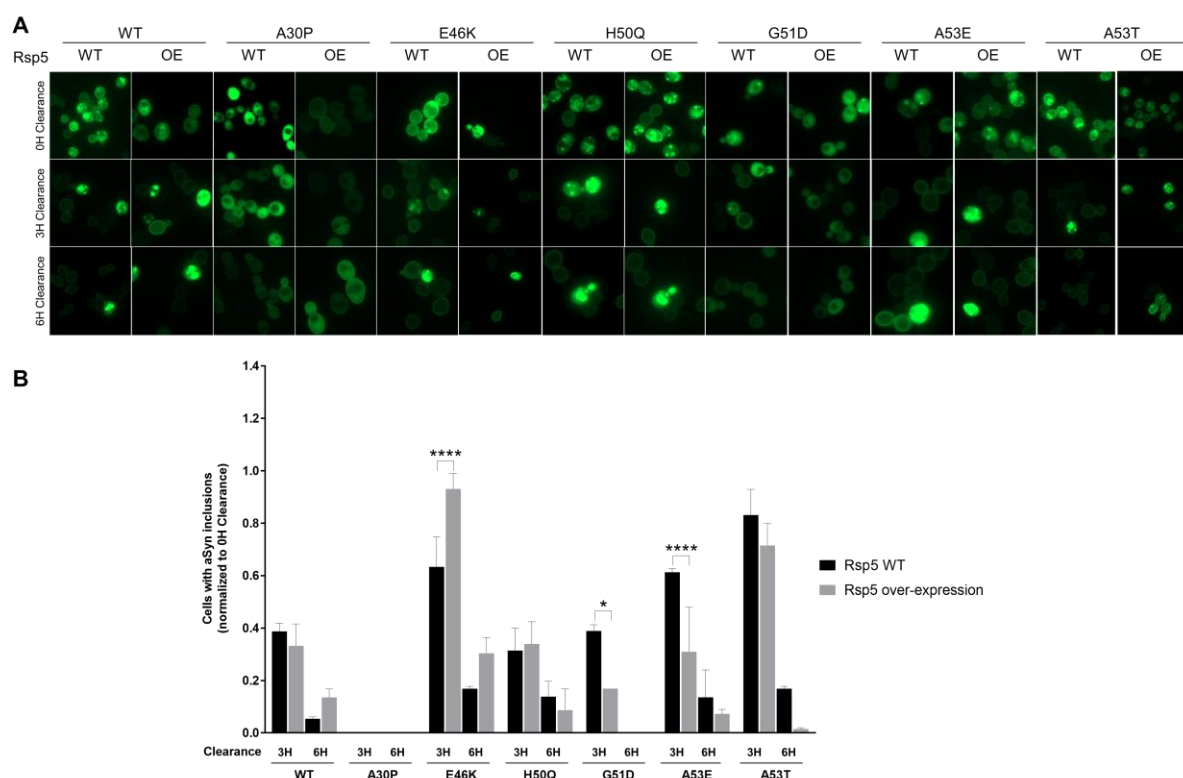 A
WT A30P E46K H50Q G51D A53E A53T
Rsp5 WT OE WT OE WT OE WT OE WT OE WT OE WT OE
0H Clearance
3H Clearance
6H Clearance
B
Cells with aSyn inclusions
(normalized to 0H Clearance)
1.4
1.2
1.0
0.8
0.6
0.4
0.2
0.0
****
*
****
Rsp5 WT
Rsp5 over-expression
Clearance 3H 6H 3H 6H 3H 6H 3H 6H 3H 6H 3H 6H 3H 6H
WT A30P E46K H50Q G51D A53E A53T